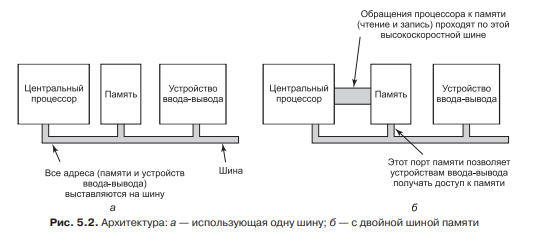 Обращения процессора к памяти
(чтение и запись) проходят по этой
высокоскоростной шине
Центральный
процессор
Память
Устройство
ввода-вывода
Центральный
процессор
Память
Устройство
ввода-вывода
Все адреса (памяти и устройств
ввода-вывода)
выставляются на шину
Шина
Этот порт памяти позволяет
устройствам ввода-вывода
получать доступ к памяти
а
б
Рис. 5.2. Архитектура: а — использующая одну шину; б — с двойной шиной памяти